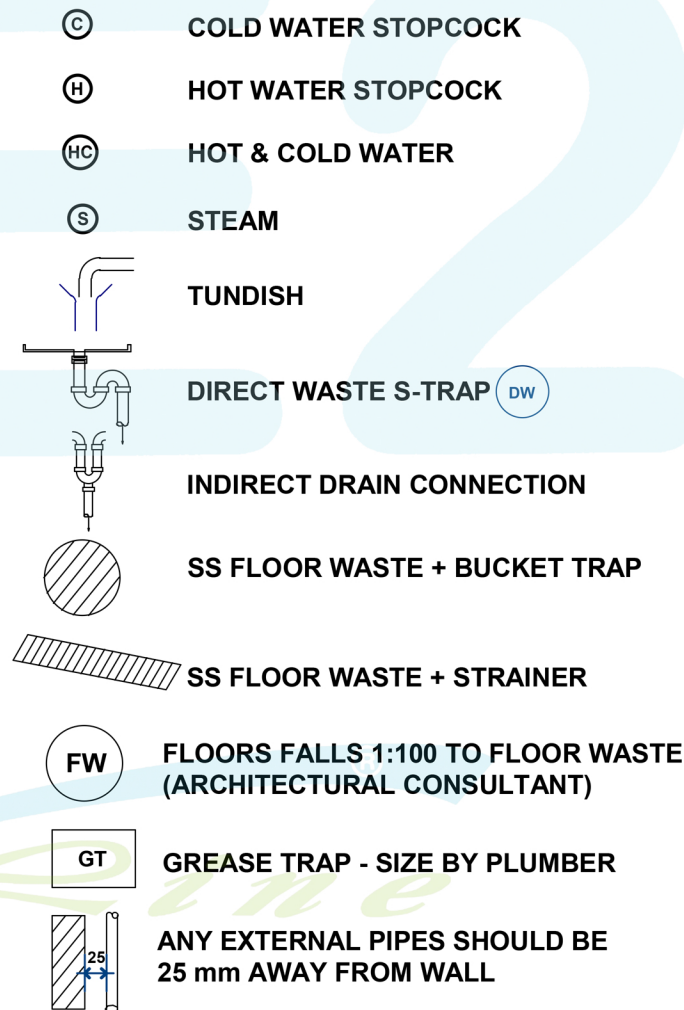 C COLD WATER STOPCOCK
H HOT WATER STOPCOCK
HC HOT & COLD WATER
S STEAM
TUNDISH
DIRECT WASTE S-TRAP DW
INDIRECT DRAIN CONNECTION
SS FLOOR WASTE + BUCKET TRAP
SS FLOOR WASTE + STRAINER
FW FLOORS FALLS 1:100 TO FLOOR WASTE
(ARCHITECTURAL CONSULTANT)
GT GREASE TRAP - SIZE BY PLUMBER
ANY EXTERNAL PIPES SHOULD BE
25 25 mm AWAY FROM WALL
E2
®
Line